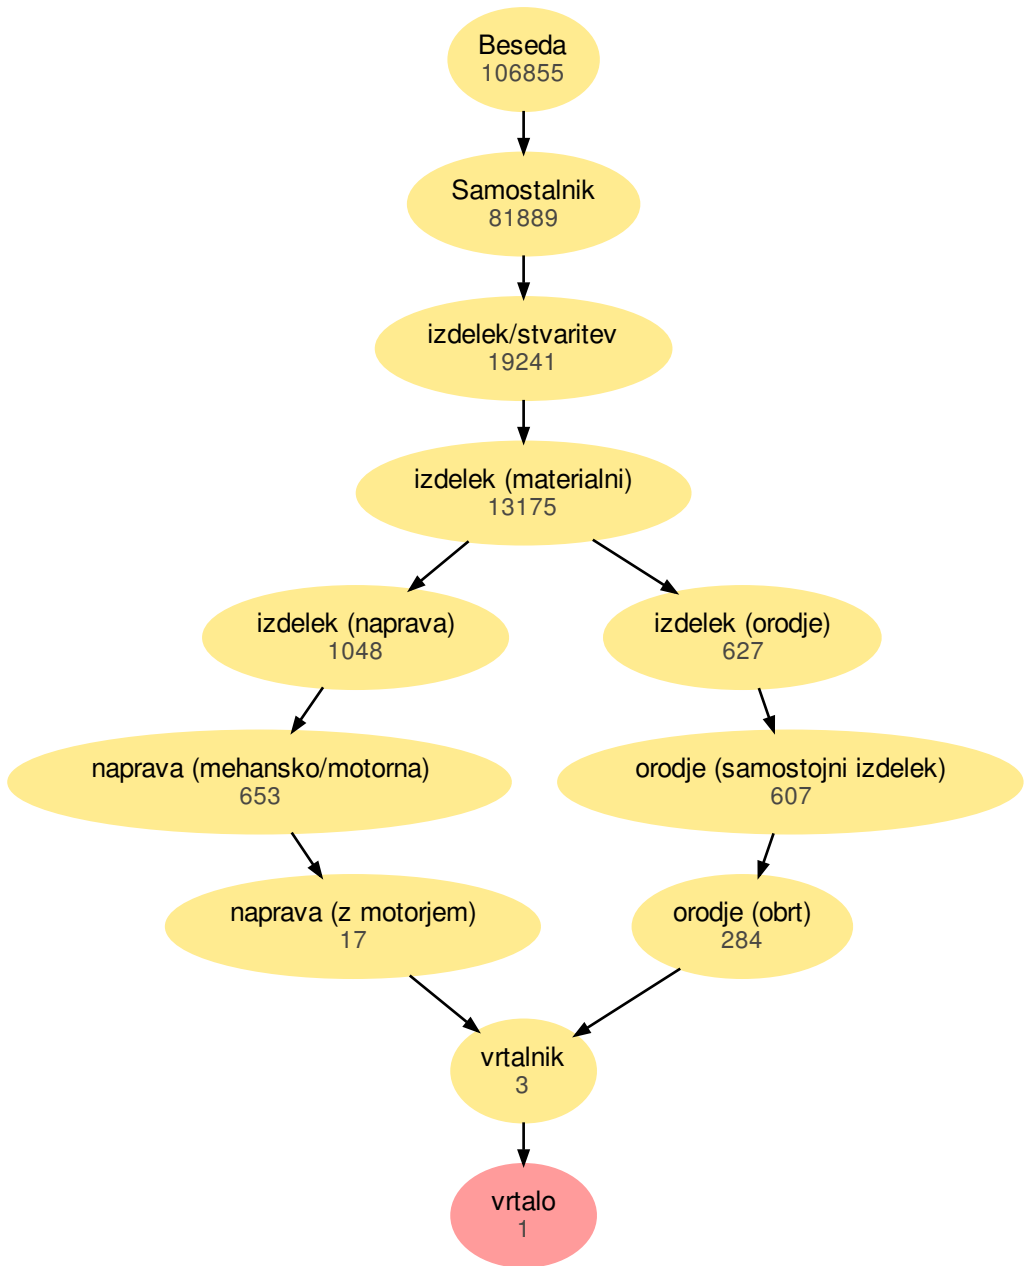 Beseda
106855
Samostalnik
81889
izdelek/stvaritev
19241
izdelek (materialni)
13175
izdelek (naprava)
1048
izdelek (orodje)
627
naprava (mehansko/motorna)
653
orodje (samostojni izdelek)
607
naprava (z motorjem)
17
orodje (obrt)
284
vrtalnik
3
vrtalo
1